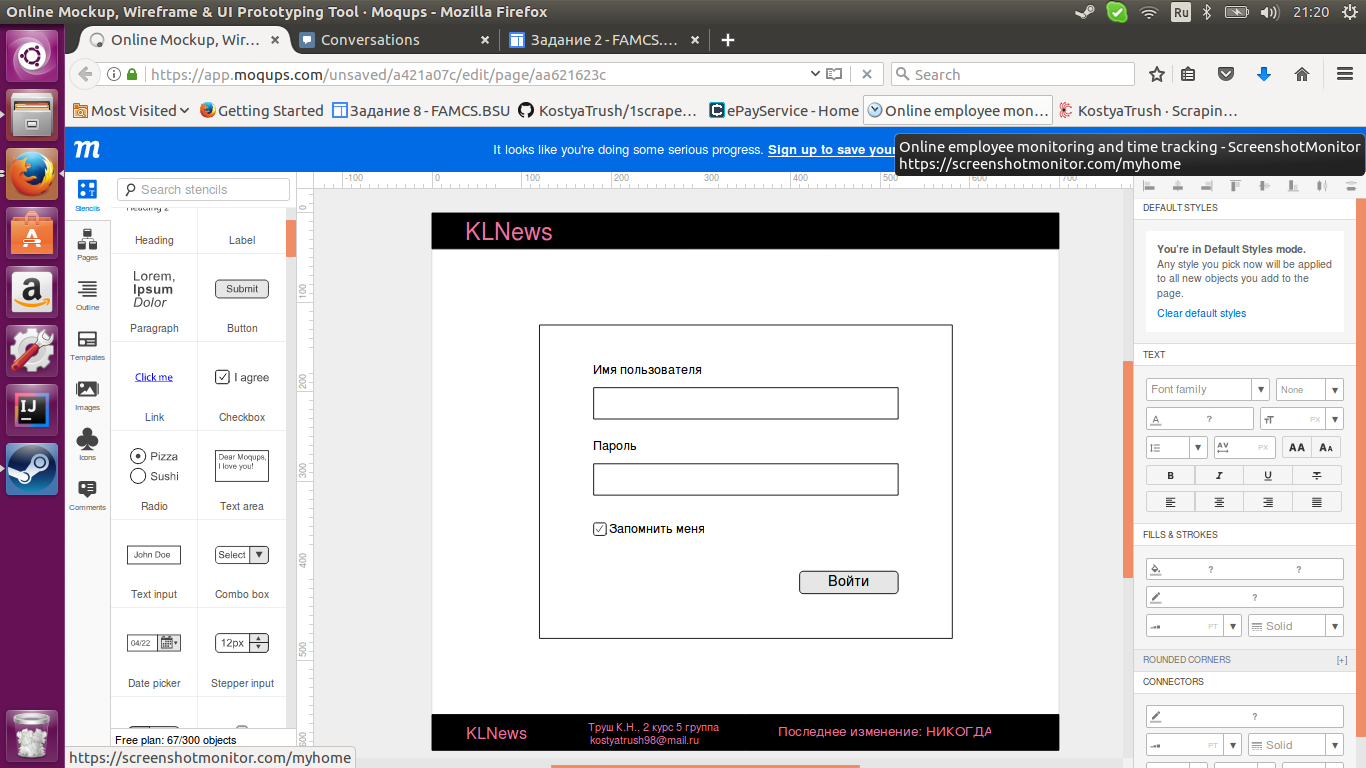 Online Mockup, Wireframe & UI Prototyping Tool · Moqups - Mozilla Firefox
Ru
21:20
Online Mockup, Wir…
Conversations
Задание 2 - FAMCS.…
https://app.moqups.com/unsaved/a421a07c/edit/page/aa621623c
Search
Most Visited
Getting Started
Задание 8 - FAMCS.BSU
KostyaTrush/1scrape…
ePayService - Home
Online employee mon…
KostyaTrush · Scrapin…
m
It looks like you're doing some serious progress. Sign up to save your
Online employee monitoring and time tracking - ScreenshotMonitor
https://screenshotmonitor.com/myhome
Stencils
Pages
Outline
Templates
Images
Icons
Comments
Search stencils
Heading 2
Heading
Label
Lorem,
Ipsum
Dolor
Submit
Paragraph
Button
Click me
I agree
Link
Checkbox
Pizza
Sushi
Dear Moqups,
I love you!
Radio
Text area
John Doe
Select
Text input
Combo box
04/22
12px
Date picker
Stepper input
Free plan: 67/300 objects
https://screenshotmonitor.com/myhome
-100
0
100
200
300
400
500
600
700
0
100
200
300
400
500
600
KLNews
Имя пользователя
Пароль
Запомнить меня
Войти
KLNews
Труш К.Н., 2 курс 5 группа
kostyatrush98@mail.ru
Последнее изменение: НИКОГДА
DEFAULT STYLES
You're in Default Styles mode.
Any style you pick now will be applied
to all new objects you add to the
page.
Clear default styles
TEXT
Font family
None
A
?
PX
AV
PX
AA
AA
B
I
U
T
FILLS & STROKES
?
?
?
PT
Solid
ROUNDED CORNERS
[+]
CONNECTORS
?
PT
Solid